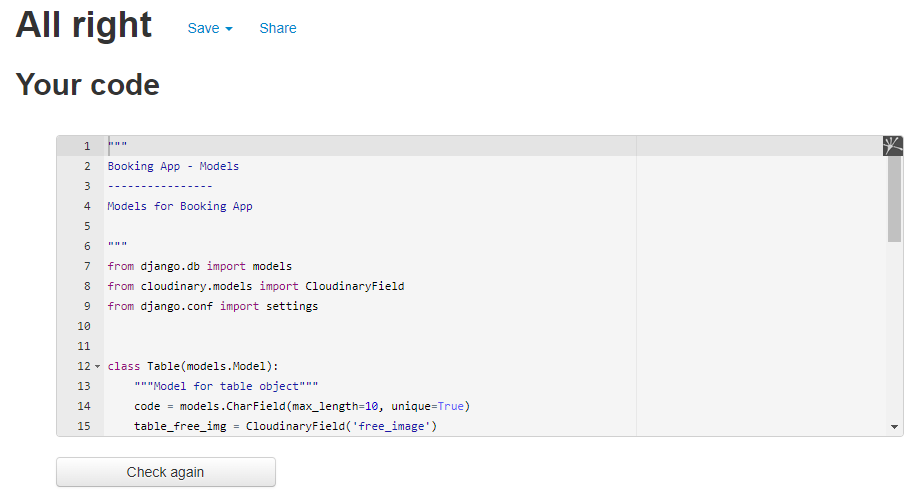 All right Save Share
Your code
1 """
2 Booking App - Models
3 ----------------
4 Models for Booking App
5
6 """
7 from django.db import models
8 from cloudinary.models import CloudinaryField
9 from django.conf import settings
10
11
12 class Table(models.Model):
13 """Model for table object"""
14 code = models.CharField(max_length=10, unique=True)
15 table_free_img = CloudinaryField('free_image')
Check again